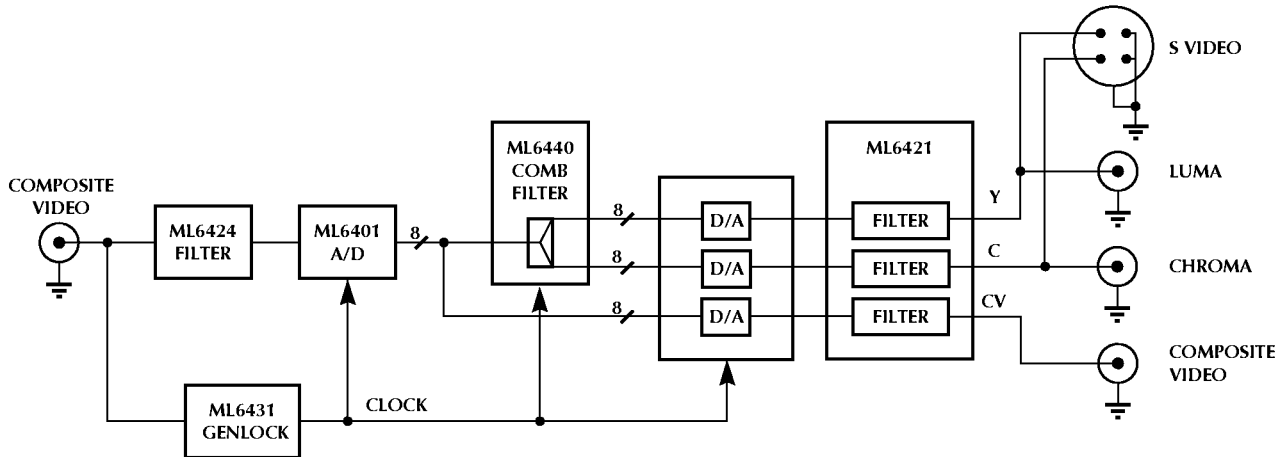 COMPOSITE
VIDEO
ML6424
FILTER
ML6401
A/D
8
ML6431
GENLOCK
CLOCK
ML6440
COMB
FILTER
8
8
8
D/A
D/A
D/A
ML6421
FILTER
FILTER
FILTER
Y
C
CV
S VIDEO
LUMA
CHROMA
COMPOSITE
VIDEO